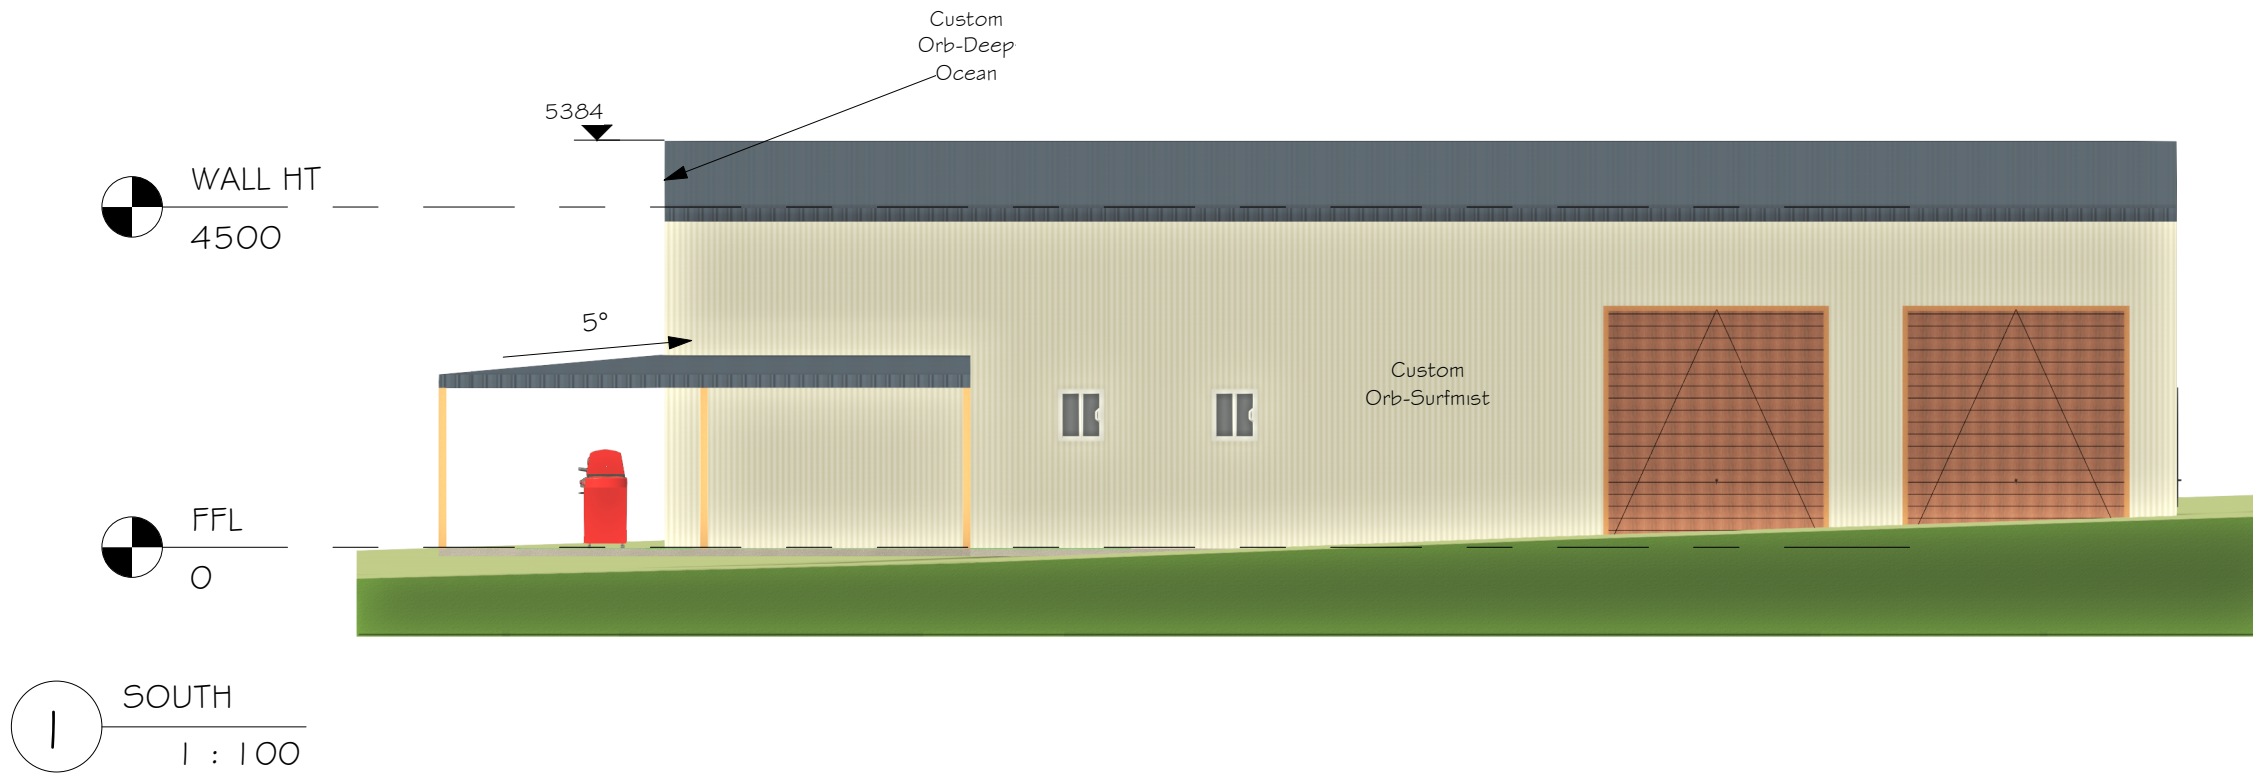 Custom
Orb-Deep
Ocean
5384
WALL HT
4500
5°
Custom
Orb-Surfmist
FFL
0
1
SOUTH
1 : 100